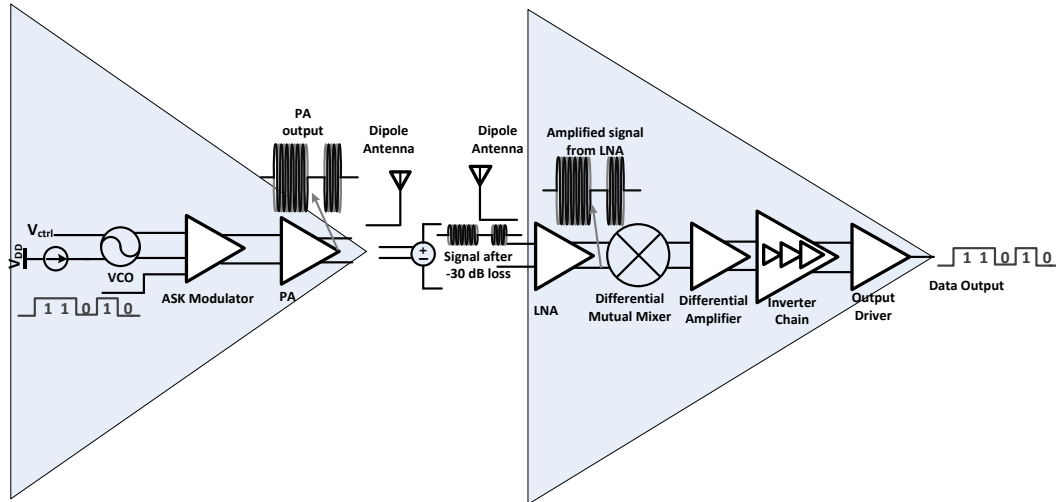 PA
output
Dipole
Antenna
Dipole
Antenna
Amplified signal
from LNA
Vctrl
VDD
VCO
ASK Modulator
PA
1 1 0 1 0
Signal after
-30 dB loss
LNA
Differential
Mutual Mixer
Differential
Amplifier
Inverter
Chain
Output
Driver
1 1 0 1 0
Data Output